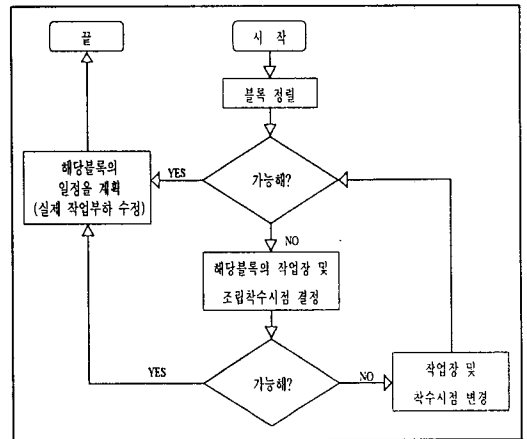 끝
시 작
블록 정렬
해당블록의
일정을 계획
(실제 작업부하 수정)
YES
가능해?
NO
해당블록의 작업장 및
조립착수시점 결정
YES
가능해?
NO
작업장 및
착수시점 변경